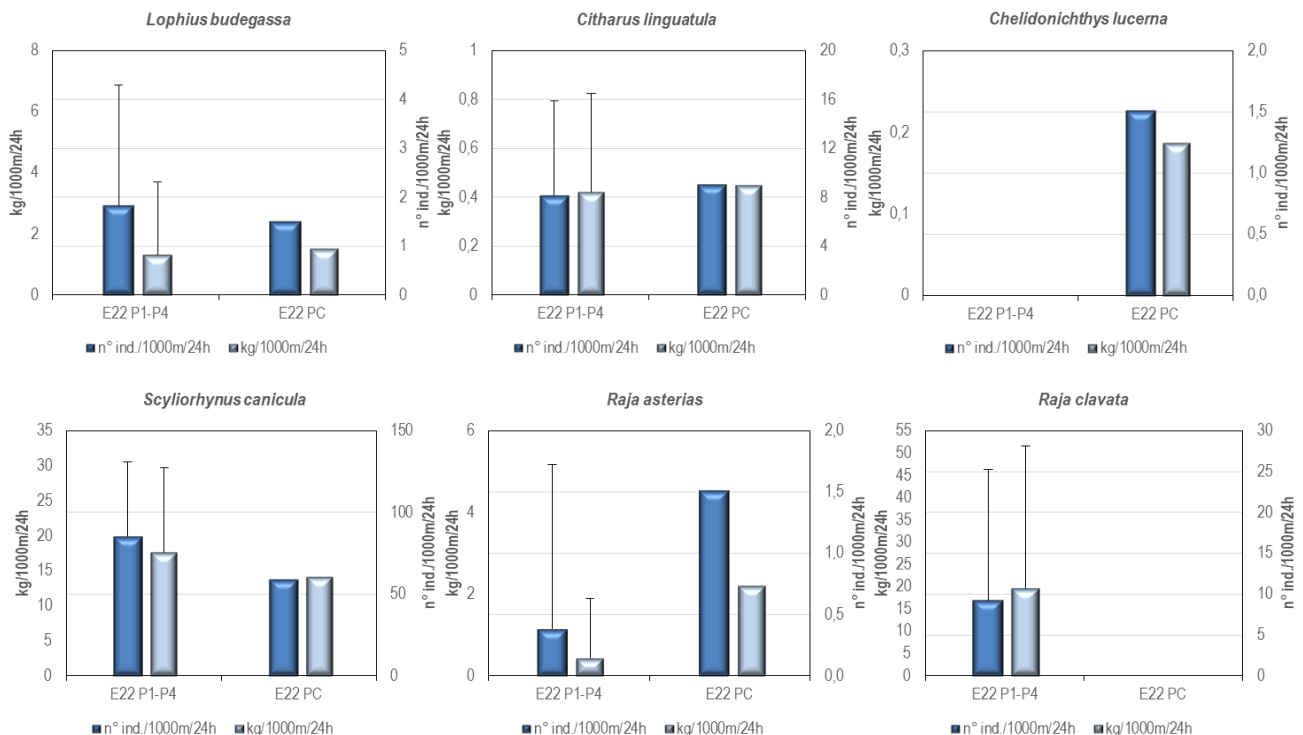 Lophius budegassa
8
6
4
2
0
kg/1000m/24h
5
4
3
2
1
0
n° ind./1000m/24h
E22 P1-P4 E22 PC
n° ind./1000m/24h kg/1000m/24h
Citharus linguatula
1
0,8
0,6
0,4
0,2
0
kg/1000m/24h
20
16
12
8
4
0
n° ind./1000m/24h
E22 P1-P4 E22 PC
n° ind./1000m/24h kg/1000m/24h
Chelidonichthys lucerna
0,3
0,2
0,1
0
kg/1000m/24h
2,0
1,5
1,0
0,5
0,0
n° ind./1000m/24h
E22 P1-P4 E22 PC
n° ind./1000m/24h kg/1000m/24h
Scyliorhynus canicula
35
30
25
20
15
10
5
0
kg/1000m/24h
150
100
50
0
n° ind./1000m/24h
E22 P1-P4 E22 PC
n° ind./1000m/24h kg/1000m/24h
Raja asterias
6
4
2
0
kg/1000m/24h
2,0
1,5
1,0
0,5
0,0
n° ind./1000m/24h
E22 P1-P4 E22 PC
n° ind./1000m/24h kg/1000m/24h
Raja clavata
55
50
45
40
35
30
25
20
15
10
5
0
kg/1000m/24h
30
25
20
15
10
5
0
n° ind./1000m/24h
E22 P1-P4 E22 PC
n° ind./1000m/24h kg/1000m/24h